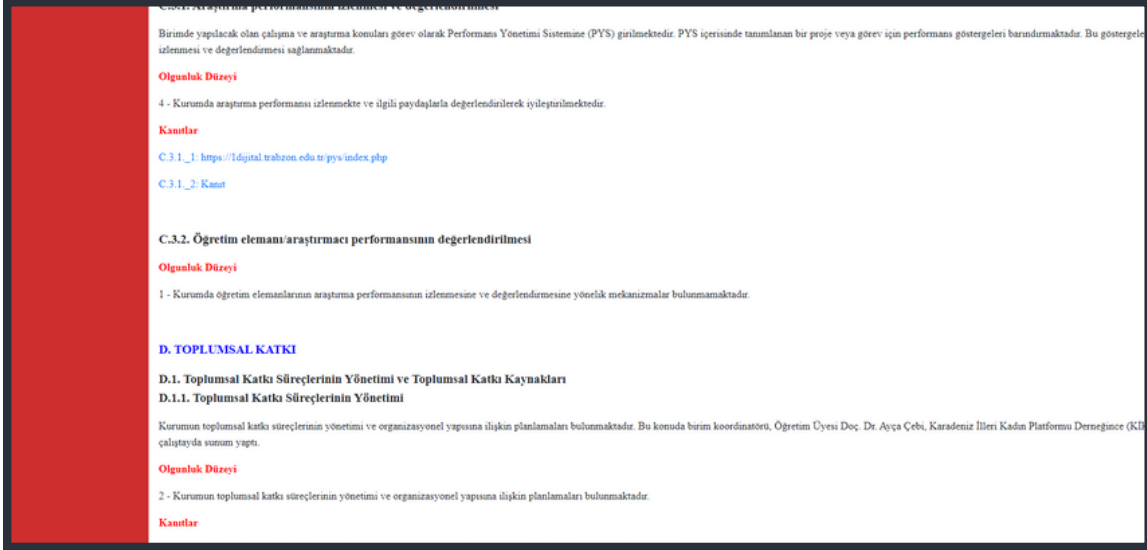 C.3.1. Araştırma performansının izlenmesi ve değerlendirilmesi
Birimde yapılacak olan çalışma ve araştırma konuları görev olarak Performans Yönetimi Sistemine (PYS) girilmektedir. PYS içerisinde tanımlanan bir proje veya görev için performans göstergeleri barındırmaktadır. Bu göstergele
izlenmesi ve değerlendirmesi sağlanmaktadır.
Olgunluk Düzeyi
4 - Kurumda araştırma performansı izlenmekte ve ilgili paydaşlarla değerlendirilerek iyileştirilmektedir.
Kanıtlar
C.3.1._1: https://1dijital.trabzon.edu.tr/pys/index.php
C.3.1._2: Kanıt
C.3.2. Öğretim elemanı/araştırmacı performansının değerlendirilmesi
Olgunluk Düzeyi
1 - Kurumda öğretim elemanlarının araştırma performansının izlenmesine ve değerlendirmesine yönelik mekanizmalar bulunmamaktadır.
D. TOPLUMSAL KATKI
D.1. Toplumsal Katkı Süreçlerinin Yönetimi ve Toplumsal Katkı Kaynakları
D.1.1. Toplumsal Katkı Süreçlerinin Yönetimi
Kurumun toplumsal katkı süreçlerinin yönetimi ve organizasyonel yapısına ilişkin planlamaları bulunmaktadır. Bu konuda birim koordinatörü, Öğretim Üyesi Doç. Dr. Ayça Çebi, Karadeniz İlleri Kadın Platformu Derneğince
çalıştayda sunum yaptı.
Olgunluk Düzeyi
2 - Kurumun toplumsal katkı süreçlerinin yönetimi ve organizasyonel yapısına ilişkin planlamaları bulunmaktadır.
Kanıtlar